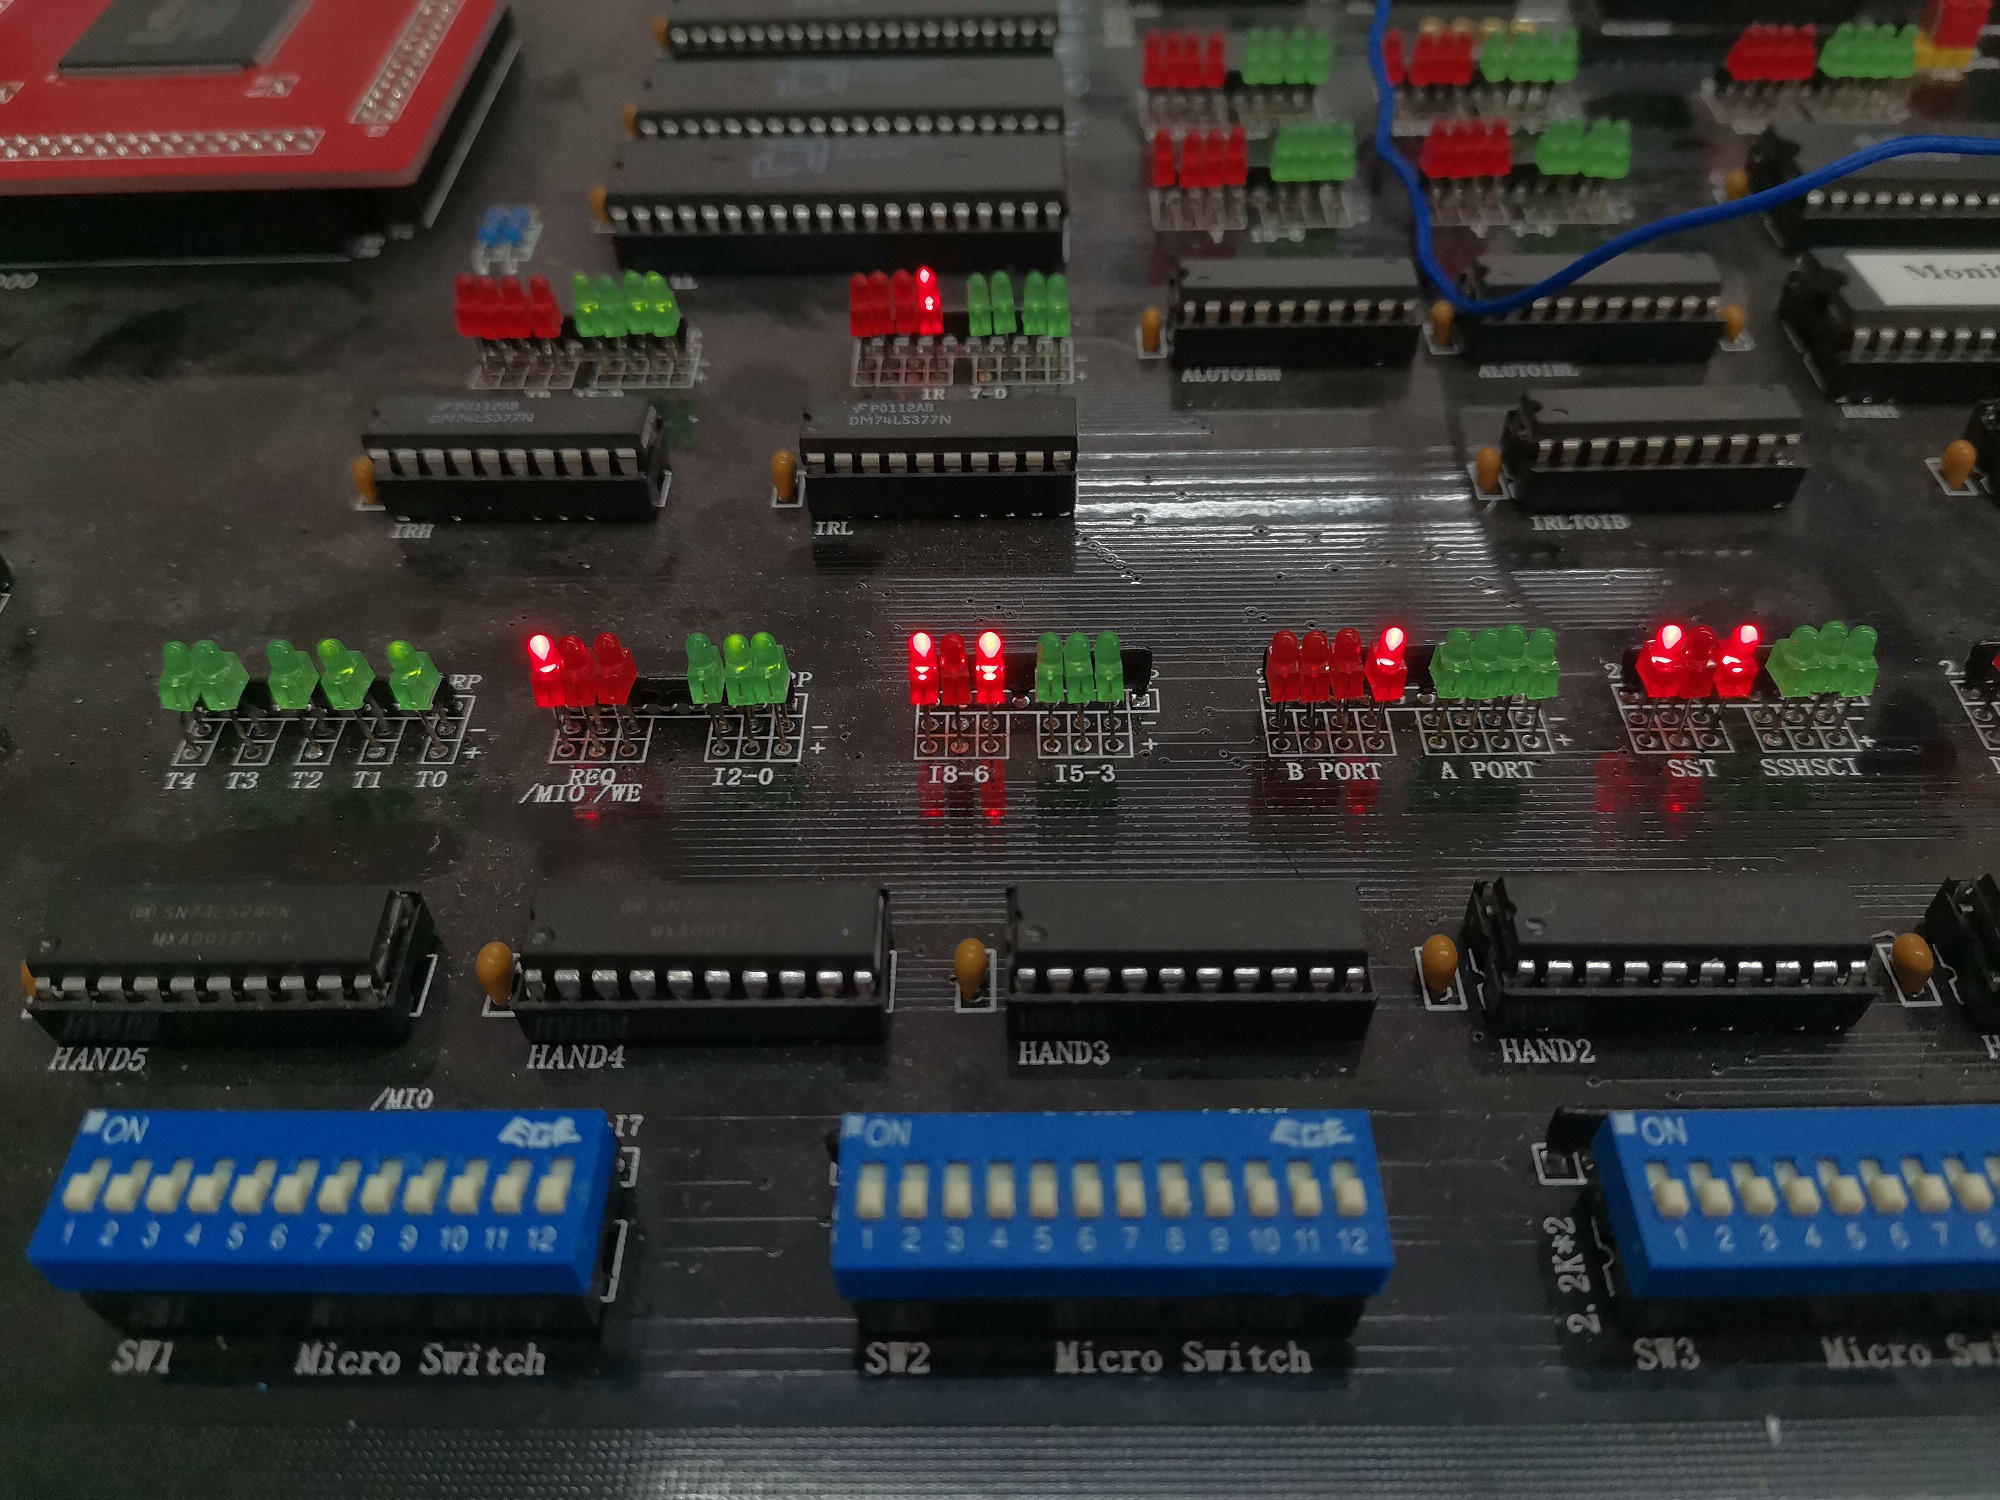 IR 7-0
ALUTOIBH
ALUTOIBL
Monit
P0112AB
DM74LS377N
P0112AB
DM74LS377N
IRH
IRL
IRLTOIB
RP
- 
+
T4 T3 T2 T1 T0
REQ
/MIO /WE
I2-0
I8-6
I5-3
B PORT
A PORT
SST
SSHSCI
SN74LS240N
HAND5
HAND4
HAND3
HAND2
/MIO
I7
ON ECE
1 2 3 4 5 6 7 8 9 10 11 12
ON ECE
1 2 3 4 5 6 7 8 9 10 11 12
ON
1 2 3 4 5 6 7 8
2.2K*2
SW1 Micro Switch
SW2 Micro Switch
SW3 Micro Swi